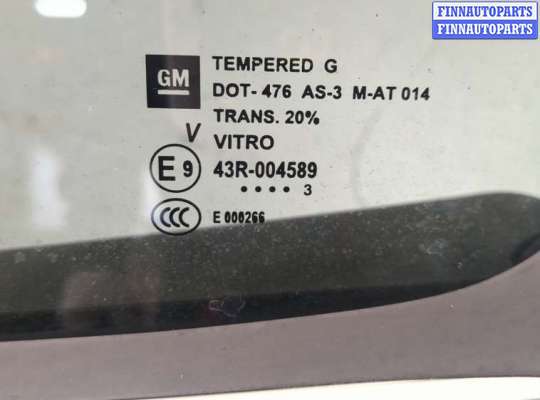 FINNAUTOPARTS
FINNAUTOPARTS
GM
TEMPERED G
DOT- 476 AS-3 M-AT 014
TRANS. 20%
V VITRO
E 9 43R-004589
• • • • 3
CCC E 000266